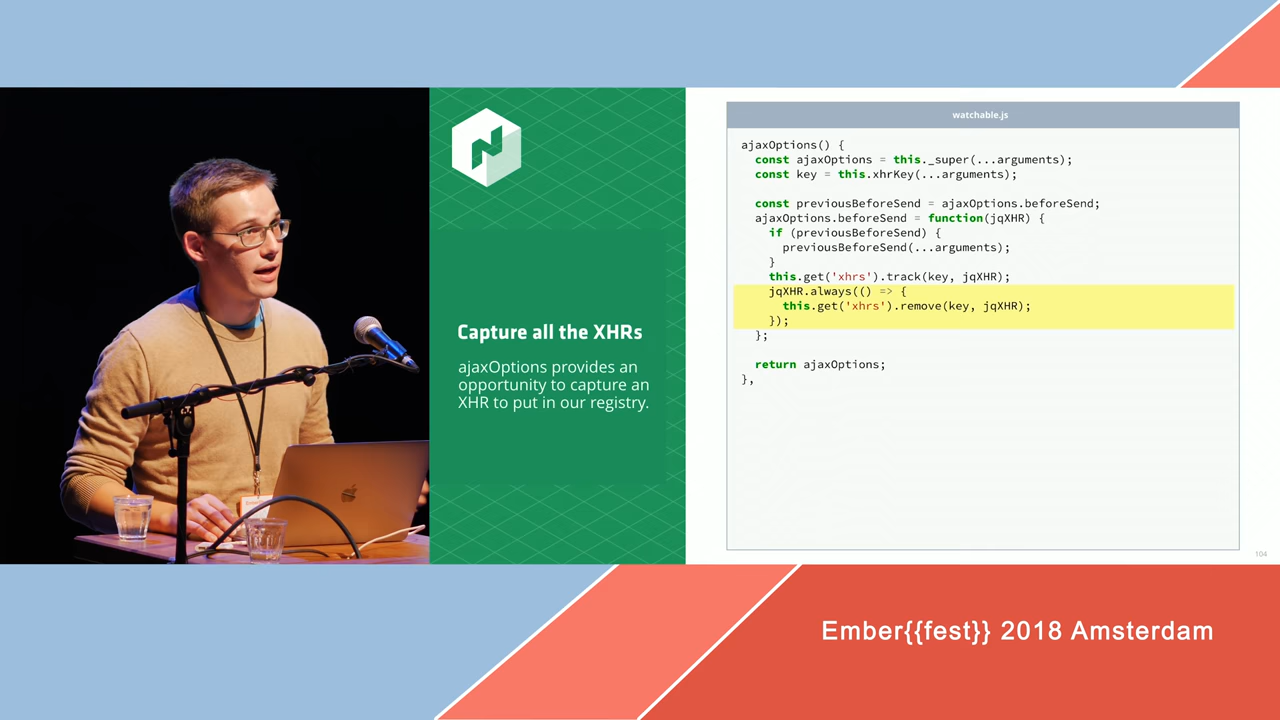 Capture all the XHRs
ajaxOptions provides an
opportunity to capture an
XHR to put in our registry.
watchable.js
ajaxOptions() {
  const ajaxOptions = this._super(...arguments);
  const key = this.xhrKey(...arguments);

  const previousBeforeSend = ajaxOptions.beforeSend;
  ajaxOptions.beforeSend = function(jqXHR) {
    if (previousBeforeSend) {
      previousBeforeSend(...arguments);
    }
    this.get('xhrs').track(key, jqXHR);
    jqXHR.always(() => {
      this.get('xhrs').remove(key, jqXHR);
    });
  };

  return ajaxOptions;
},
104
Ember{{fest}} 2018 Amsterdam